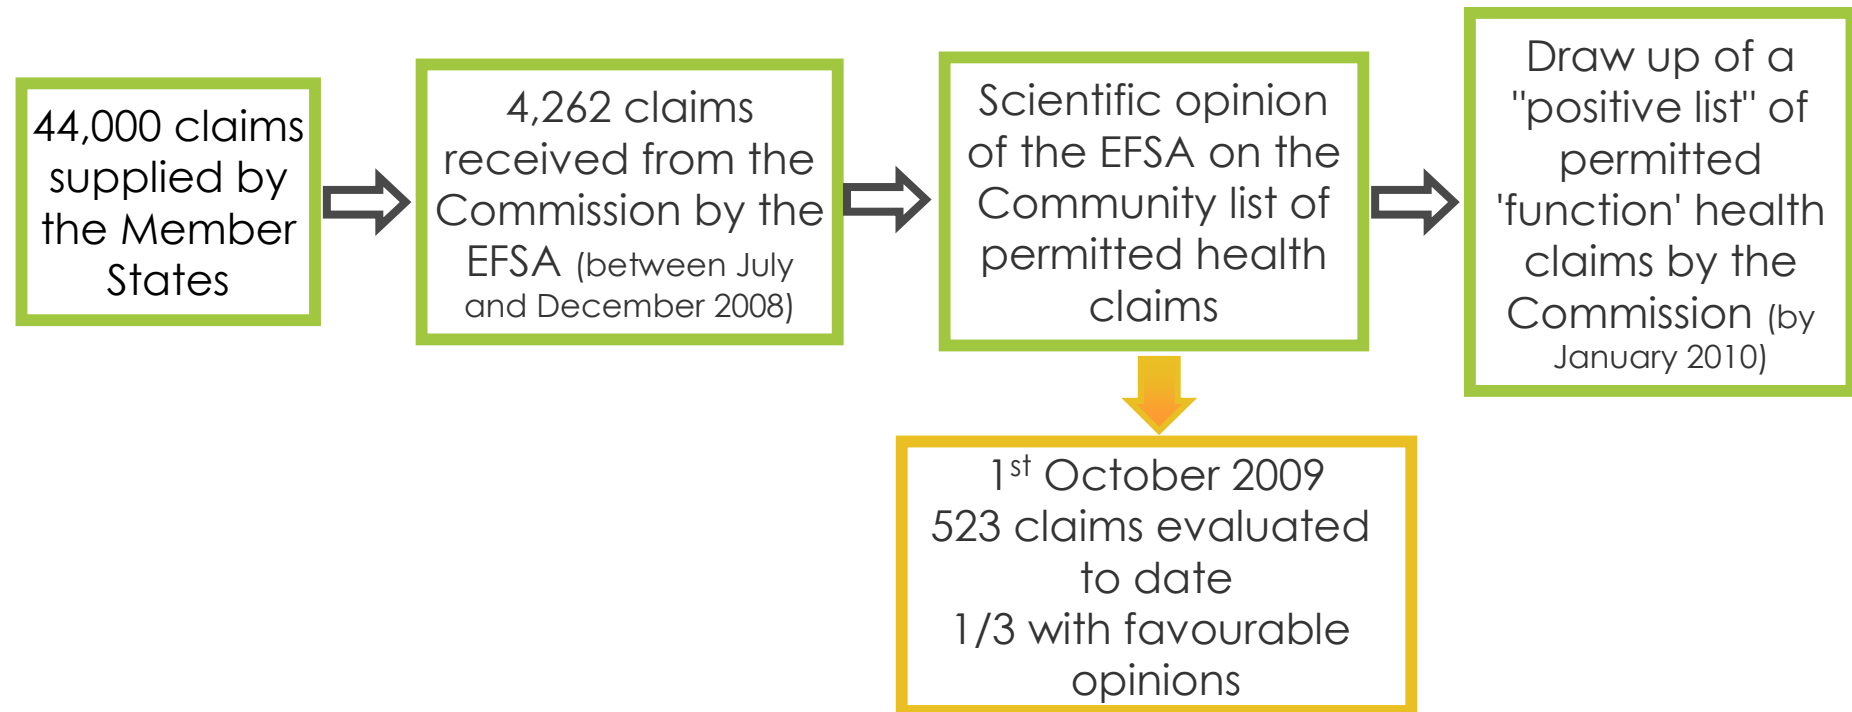 44,000 claims
supplied by
the Member
States
4,262 claims
received from the
Commission by the
EFSA (between July
and December 2008)
Scientific opinion
of the EFSA on the
Community list of
permitted health
claims
Draw up of a
"positive list" of
permitted
'function' health
claims by the
Commission (by
January 2010)
1st October 2009
523 claims evaluated
to date
1/3 with favourable
opinions